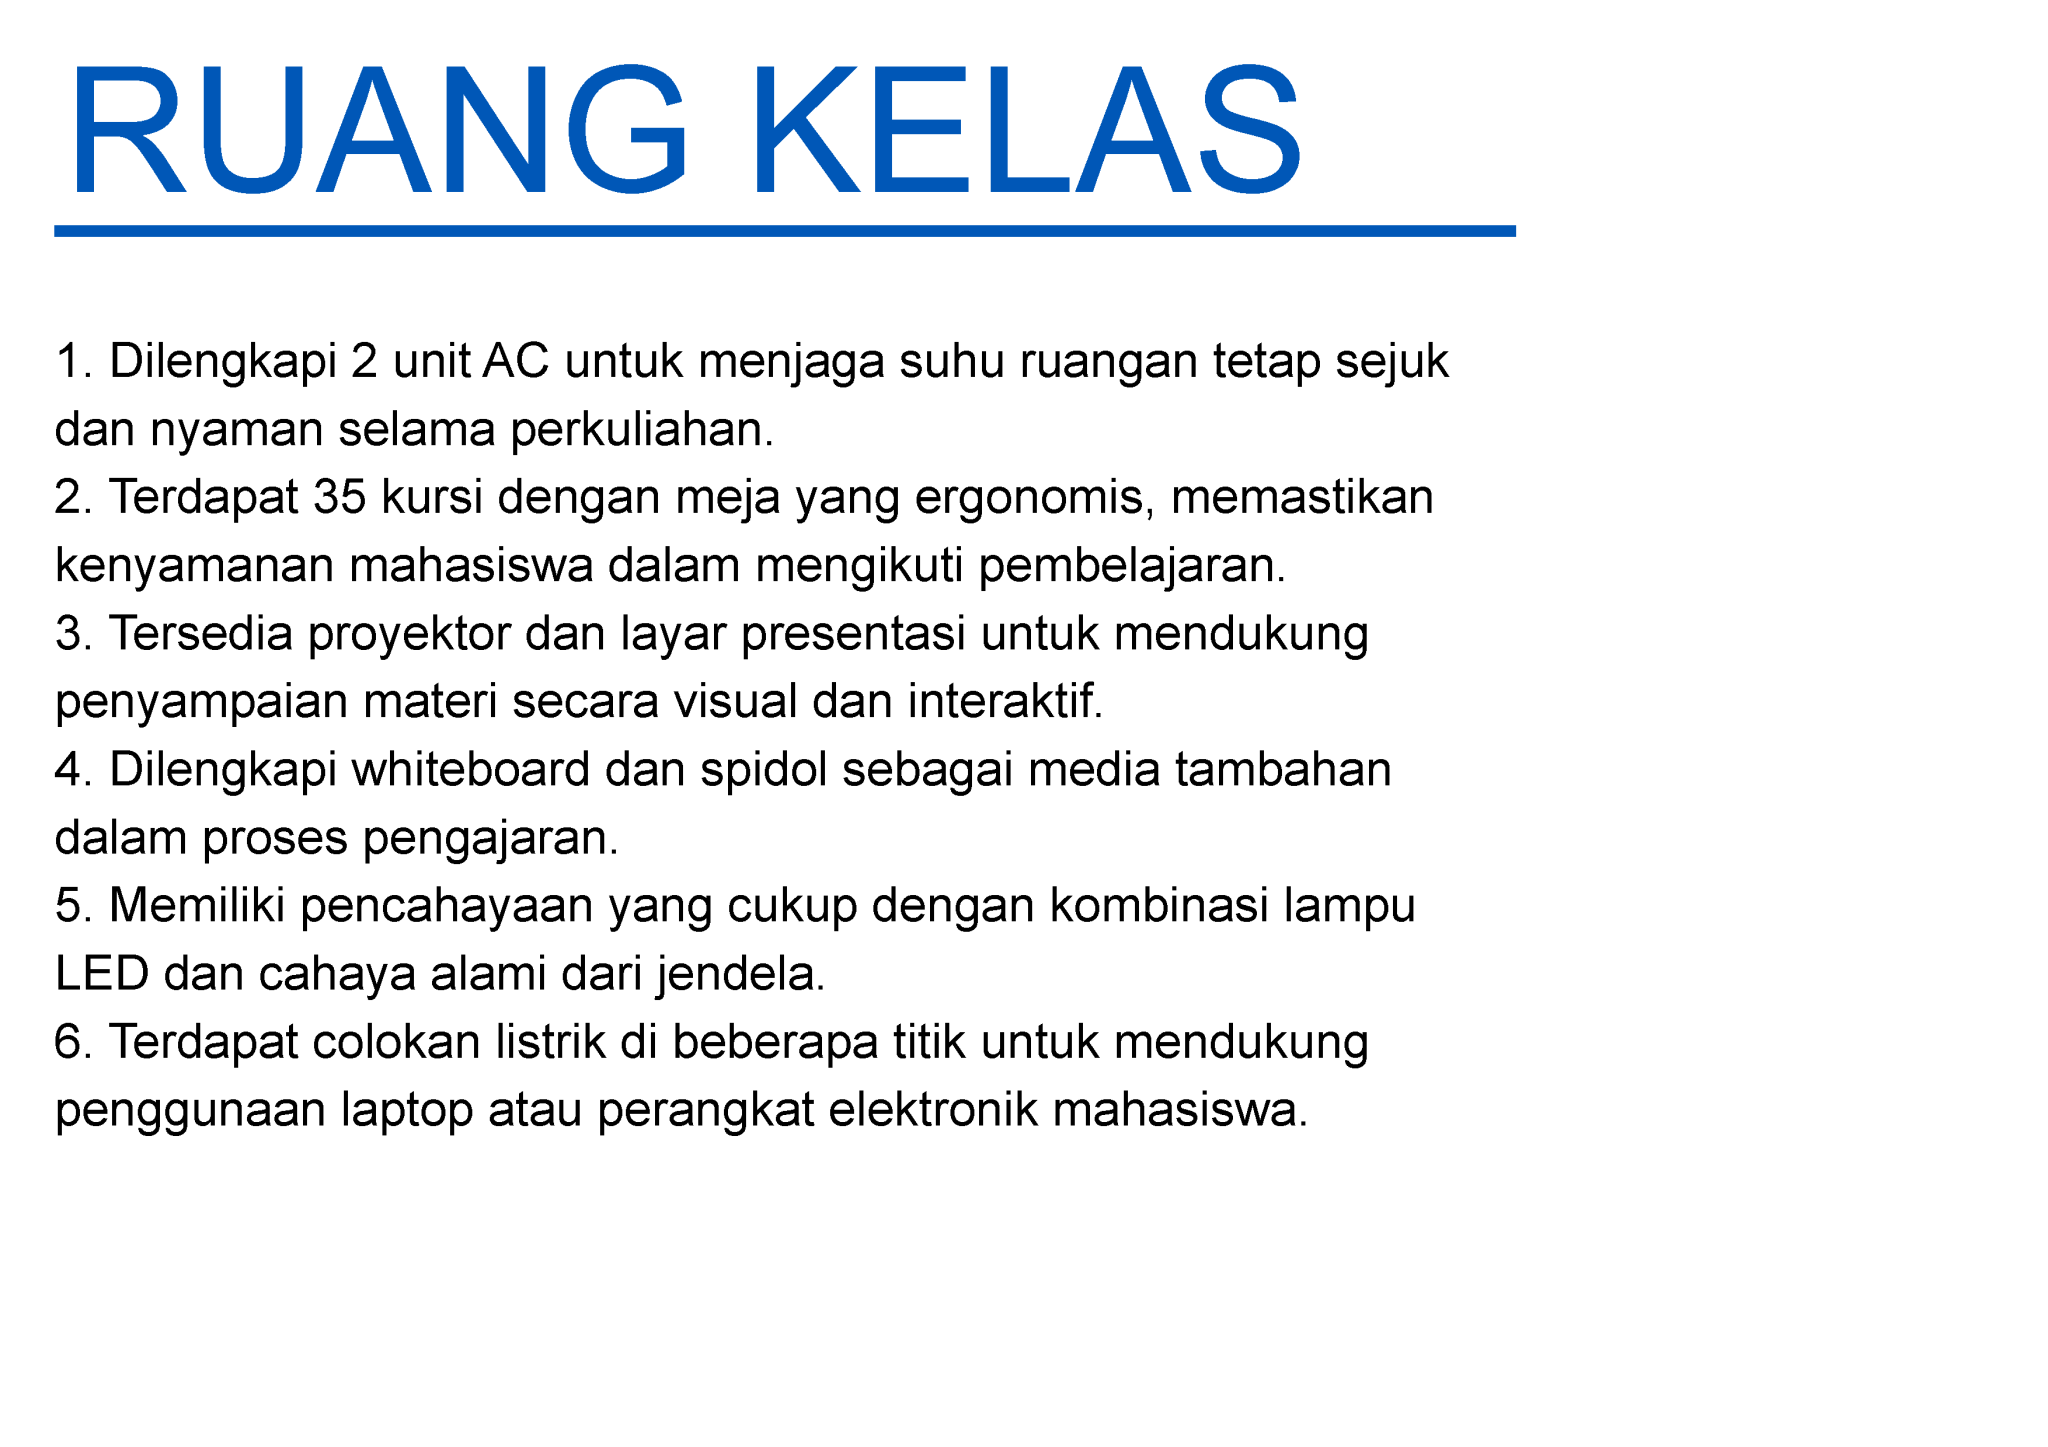 RUANG KELAS
1. Dilengkapi 2 unit AC untuk menjaga suhu ruangan tetap sejuk
dan nyaman selama perkuliahan.
2. Terdapat 35 kursi dengan meja yang ergonomis, memastikan
kenyamanan mahasiswa dalam mengikuti pembelajaran.
3. Tersedia proyektor dan layar presentasi untuk mendukung
penyampaian materi secara visual dan interaktif.
4. Dilengkapi whiteboard dan spidol sebagai media tambahan
dalam proses pengajaran.
5. Memiliki pencahayaan yang cukup dengan kombinasi lampu
LED dan cahaya alami dari jendela.
6. Terdapat colokan listrik di beberapa titik untuk mendukung
penggunaan laptop atau perangkat elektronik mahasiswa.